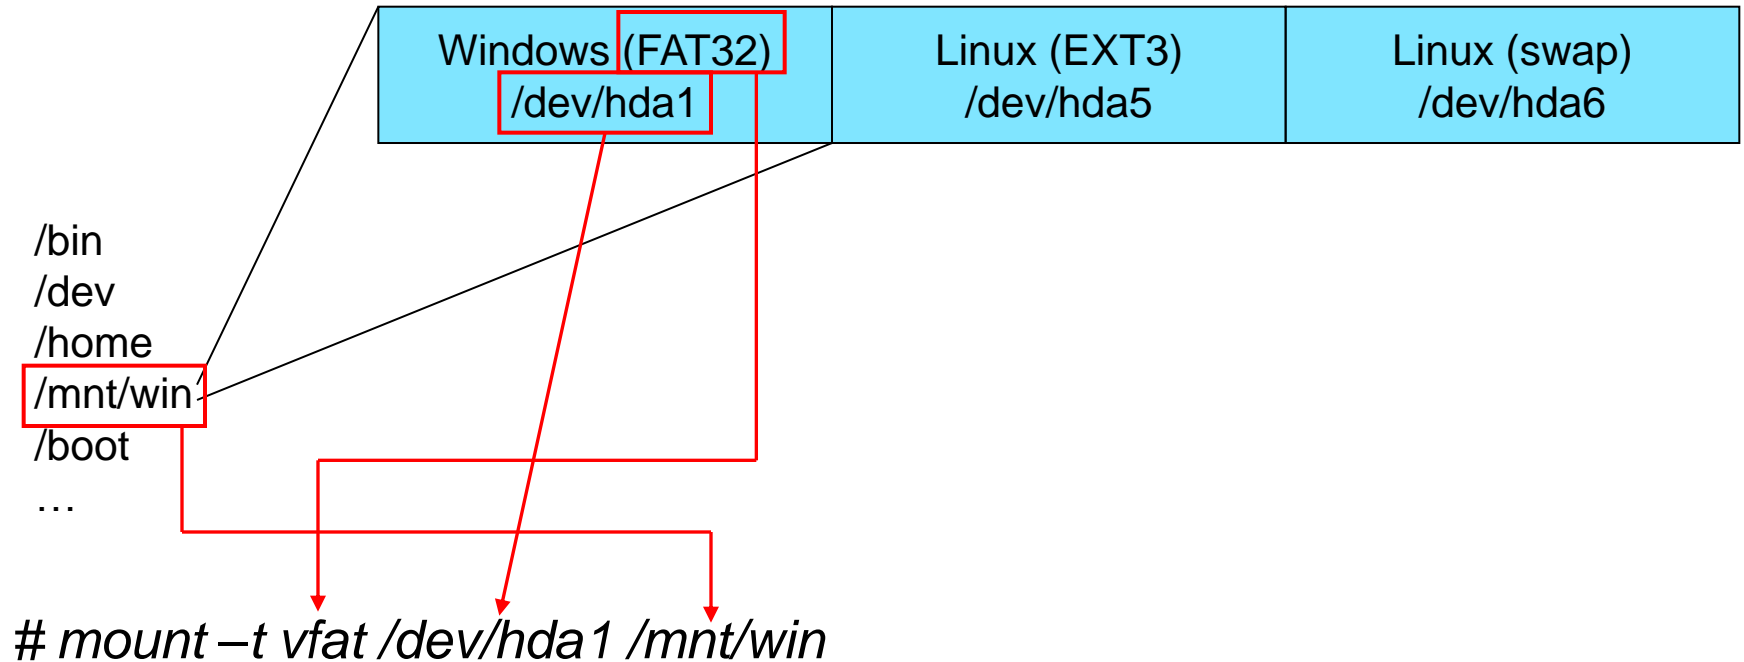 Windows (FAT32)
/dev/hda1
Linux (EXT3)
/dev/hda5
Linux (swap)
/dev/hda6
/bin
/dev
/home
/mnt/win
/boot
…
# mount –t vfat /dev/hda1 /mnt/win